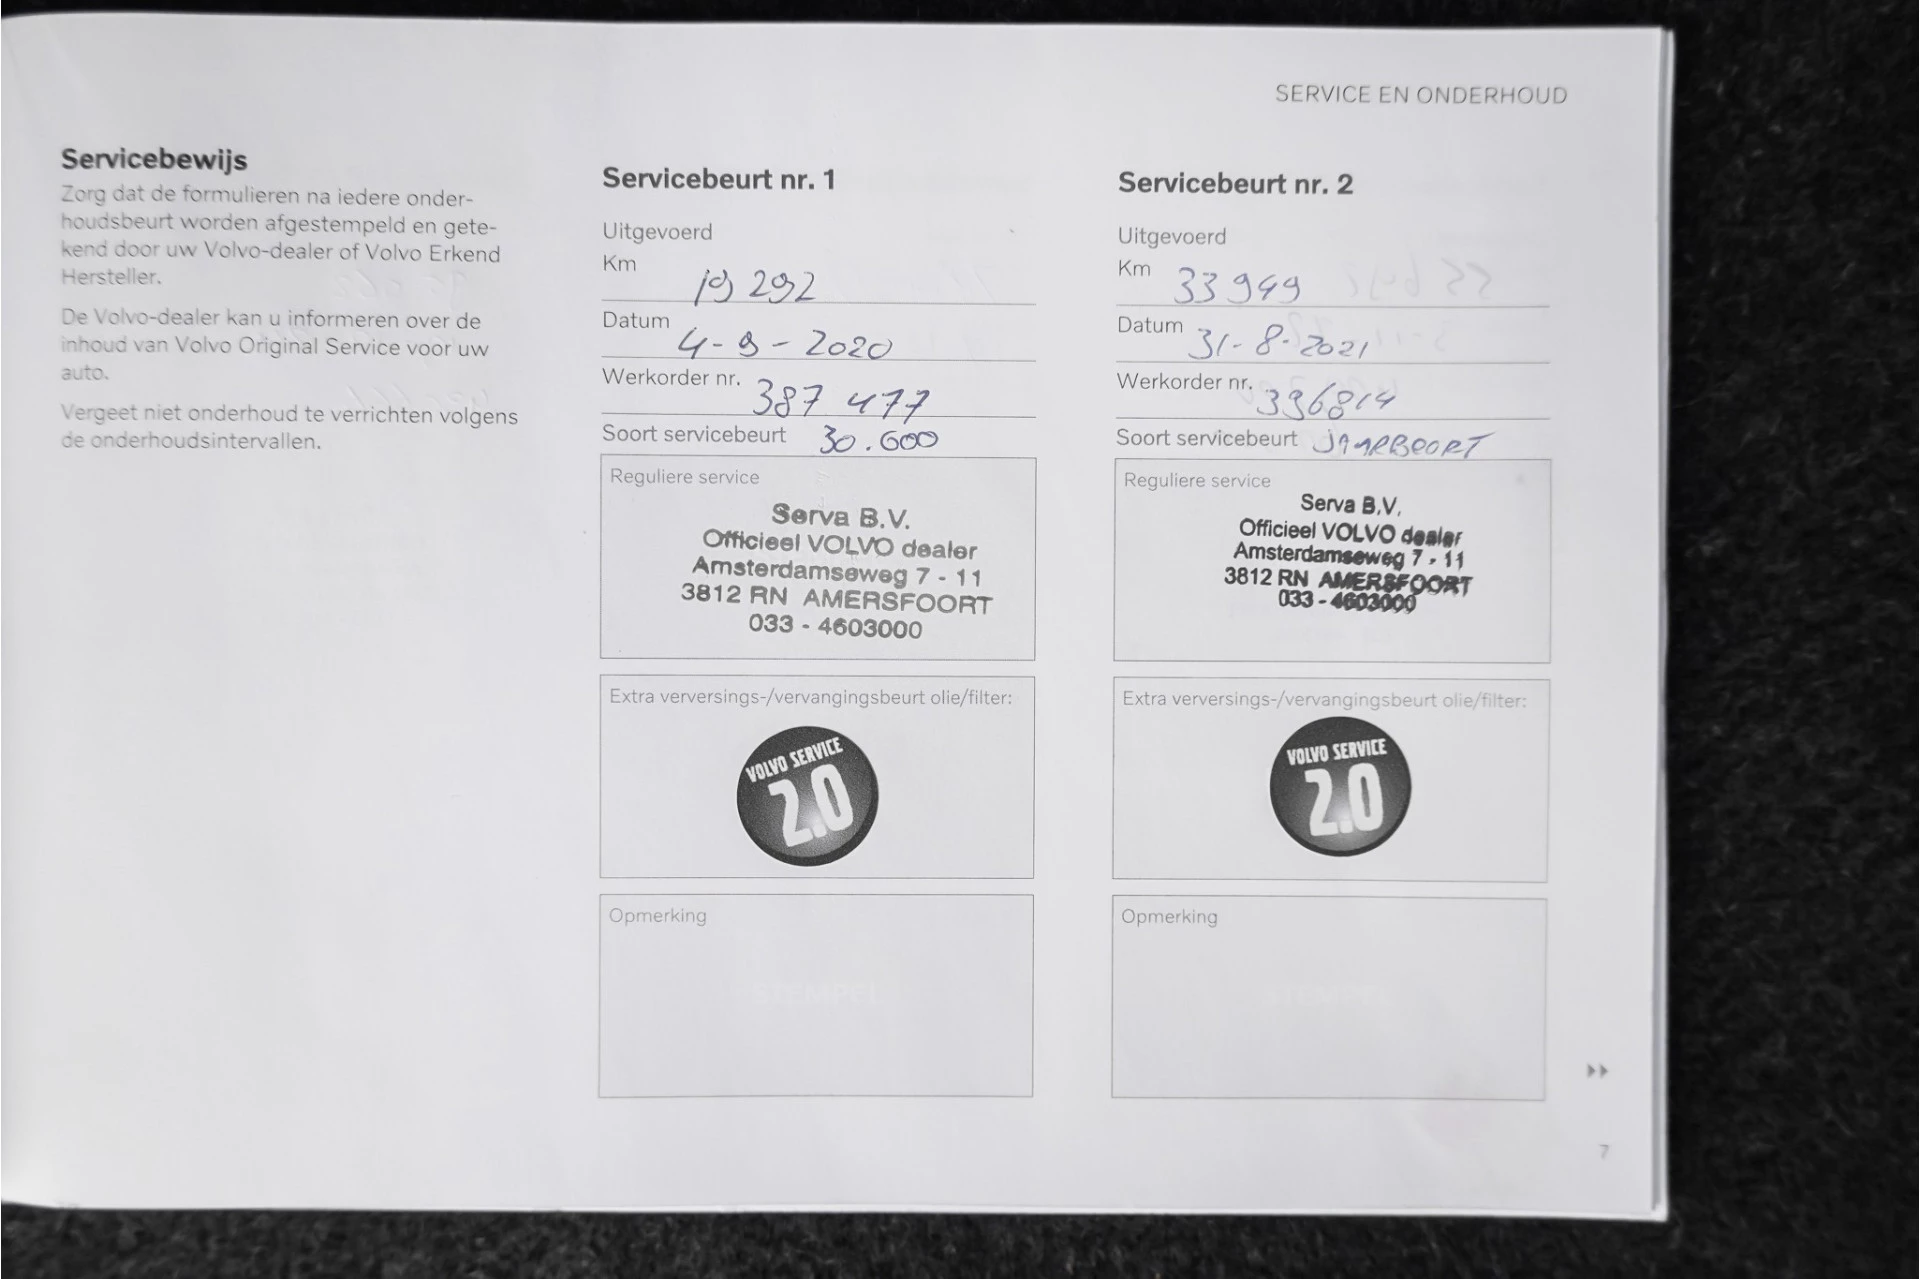 SERVICE EN ONDERHOUD
Servicebewijs
Zorg dat de formulieren na iedere onder-
houdsbeurt worden afgestempeld en gete-
kend door uw Volvo-dealer of Volvo Erkend
Hersteller.
De Volvo-dealer kan u informeren over de
inhoud van Volvo Original Service voor uw
auto.
Vergeet niet onderhoud te verrichten volgens
de onderhoudsintervallen.
Servicebeurt nr. 1
Uitgevoerd
Km 19 292
Datum 4-9-2020
Werkorder nr. 387 477
Soort servicebeurt 30.600
Reguliere service
Serva B.V.
Officieel VOLVO dealer
Amsterdamseweg 7 - 11
3812 RN AMERSFOORT
033 - 4603000
Extra verversings-/vervangingsbeurt olie/filter:
VOLVO SERVICE
2.0
Opmerking
Servicebeurt nr. 2
Uitgevoerd
Km 33 949
Datum 31-8-2021
Werkorder nr. 396814
Soort servicebeurt JAARBEORT
Reguliere service
Serva B.V.
Officieel VOLVO dealer
Amsterdamseweg 7 - 11
3812 RN AMERSFOORT
033 - 4603000
Extra verversings-/vervangingsbeurt olie/filter:
VOLVO SERVICE
2.0
Opmerking
7